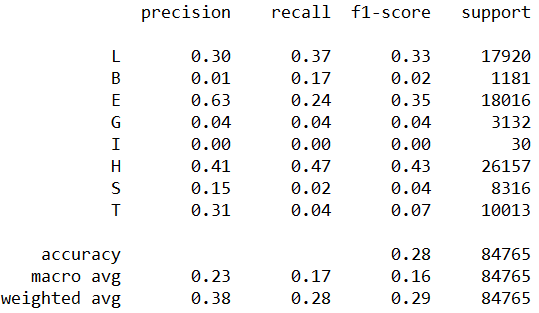 precision recall f1-score support
L 0.30 0.37 0.33 17920
B 0.01 0.17 0.02 1181
E 0.63 0.24 0.35 18016
G 0.04 0.04 0.04 3132
I 0.00 0.00 0.00 30
H 0.41 0.47 0.43 26157
S 0.15 0.02 0.04 8316
T 0.31 0.04 0.07 10013
accuracy 0.28 84765
macro avg 0.23 0.17 0.16 84765
weighted avg 0.38 0.28 0.29 84765